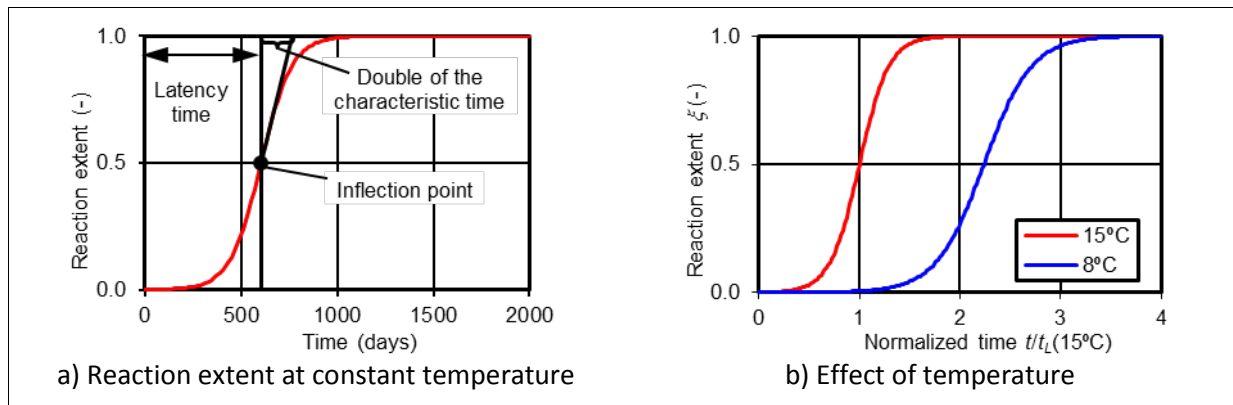 1.0
0.5
0.0
Reaction extent (-)
Latency
time
Double of the
characteristic time
Inflection point
0
500
1000
1500
2000
Time (days)
a) Reaction extent at constant temperature
1.0
0.5
0.0
Reaction extent ξ(-)
15ºC
8ºC
0
1
2
3
4
Normalized time t/tL(15ºC)
b) Effect of temperature